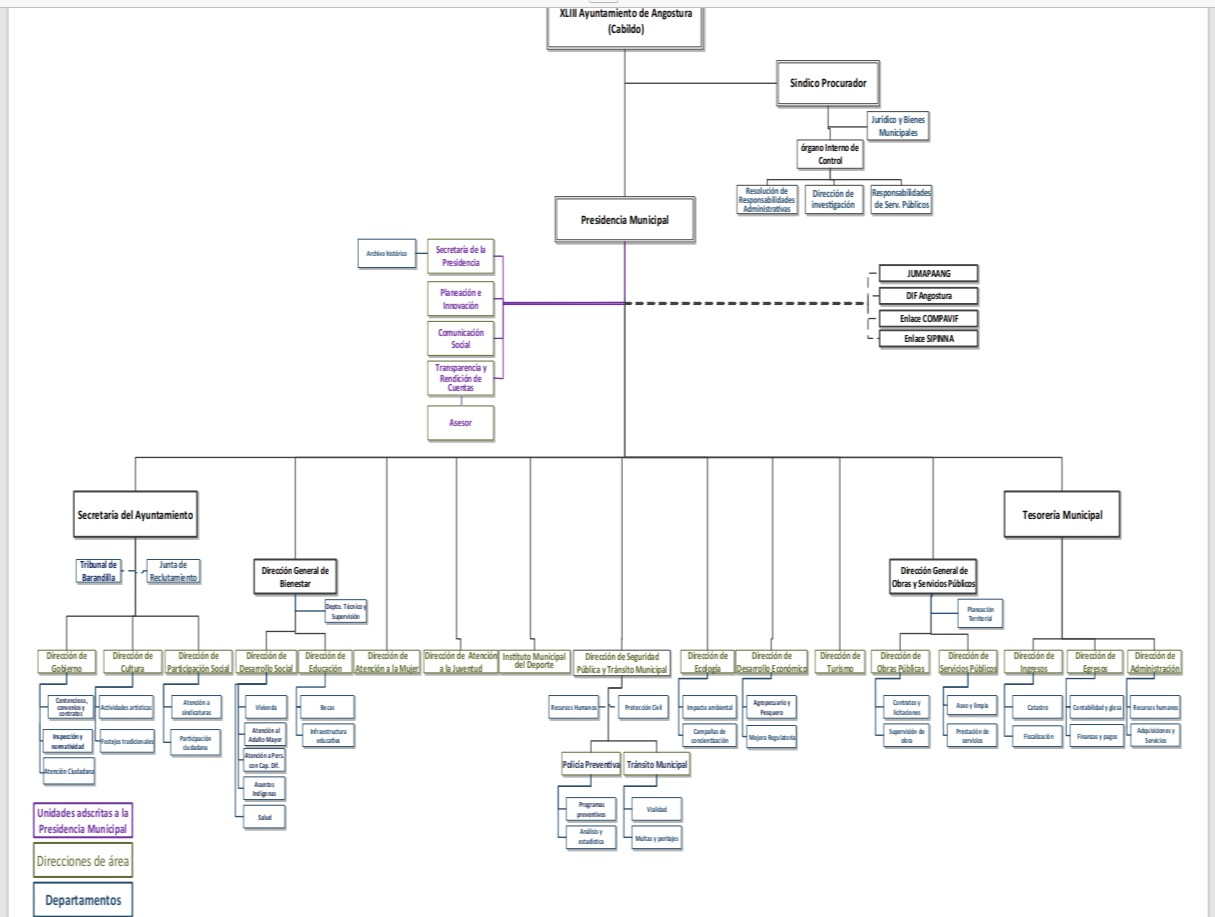 XLIII Ayuntamiento de Angostura
(Cabildo)
Sindico Procurador
Jurídico y Bienes
Municipales
órgano Interno de
Control
Resolución de
Responsabilidades
Administrativas
Dirección de
investigación
Responsabilidades
de Serv. Públicos
Presidencia Municipal
Archivo histórico
Secretaría de la
Presidencia
Planeación e
Innovación
Comunicación
Social
Transparencia y
Rendición de
Cuentas
Asesor
JUMAPAANG
DIF Angostura
Enlace COMPAVIF
Enlace SIPINNA
Secretaría del Ayuntamiento
Tesorería Municipal
Tribunal de
Barandilla
Junta de
Reclutamiento
Dirección General de
Bienestar
Depto. Técnico y
Supervisión
Dirección General de
Obras y Servicios Públicos
Planeación
Territorial
Dirección de
Gobierno
Dirección de
Cultura
Dirección de
Participación Social
Dirección de
Desarrollo Social
Dirección de
Educación
Dirección de
Atención a la Mujer
Dirección de Atención
a la Juventud
Instituto Municipal
del Deporte
Dirección de Seguridad
Pública y Tránsito Municipal
Dirección de
Ecología
Dirección de
Desarrollo Económico
Dirección de
Turismo
Dirección de
Obras Públicas
Dirección de
Servicios Públicos
Dirección de
Ingresos
Dirección de
Egresos
Dirección de
Administración
Contencioso,
convenios y
contratos
Inspección y
normatividad
Atención Ciudadana
Actividades artísticas
Festejos tradicionales
Atención a
sindicaturas
Participación
ciudadana
Vivienda
Atención al
Adulto Mayor
Atención a Pers.
con Cap. Dif.
Asuntos
Indígenas
Salud
Becas
Infraestructura
educativa
Recursos Humanos
Protección Civil
Policía Preventiva
Tránsito Municipal
Programas
preventivos
Análisis y
estadística
Vialidad
Multas y peritajes
Impacto ambiental
Campañas de
concientización
Agropecuario y
Pesquero
Mejora Regulatoria
Contratos y
licitaciones
Supervisión de
obra
Aseo y limpia
Prestación de
servicios
Catastro
Fiscalización
Contabilidad y glosa
Finanzas y pagos
Recursos humanos
Adquisiciones y
Servicios
Unidades adscritas a la
Presidencia Municipal
Direcciones de área
Departamentos